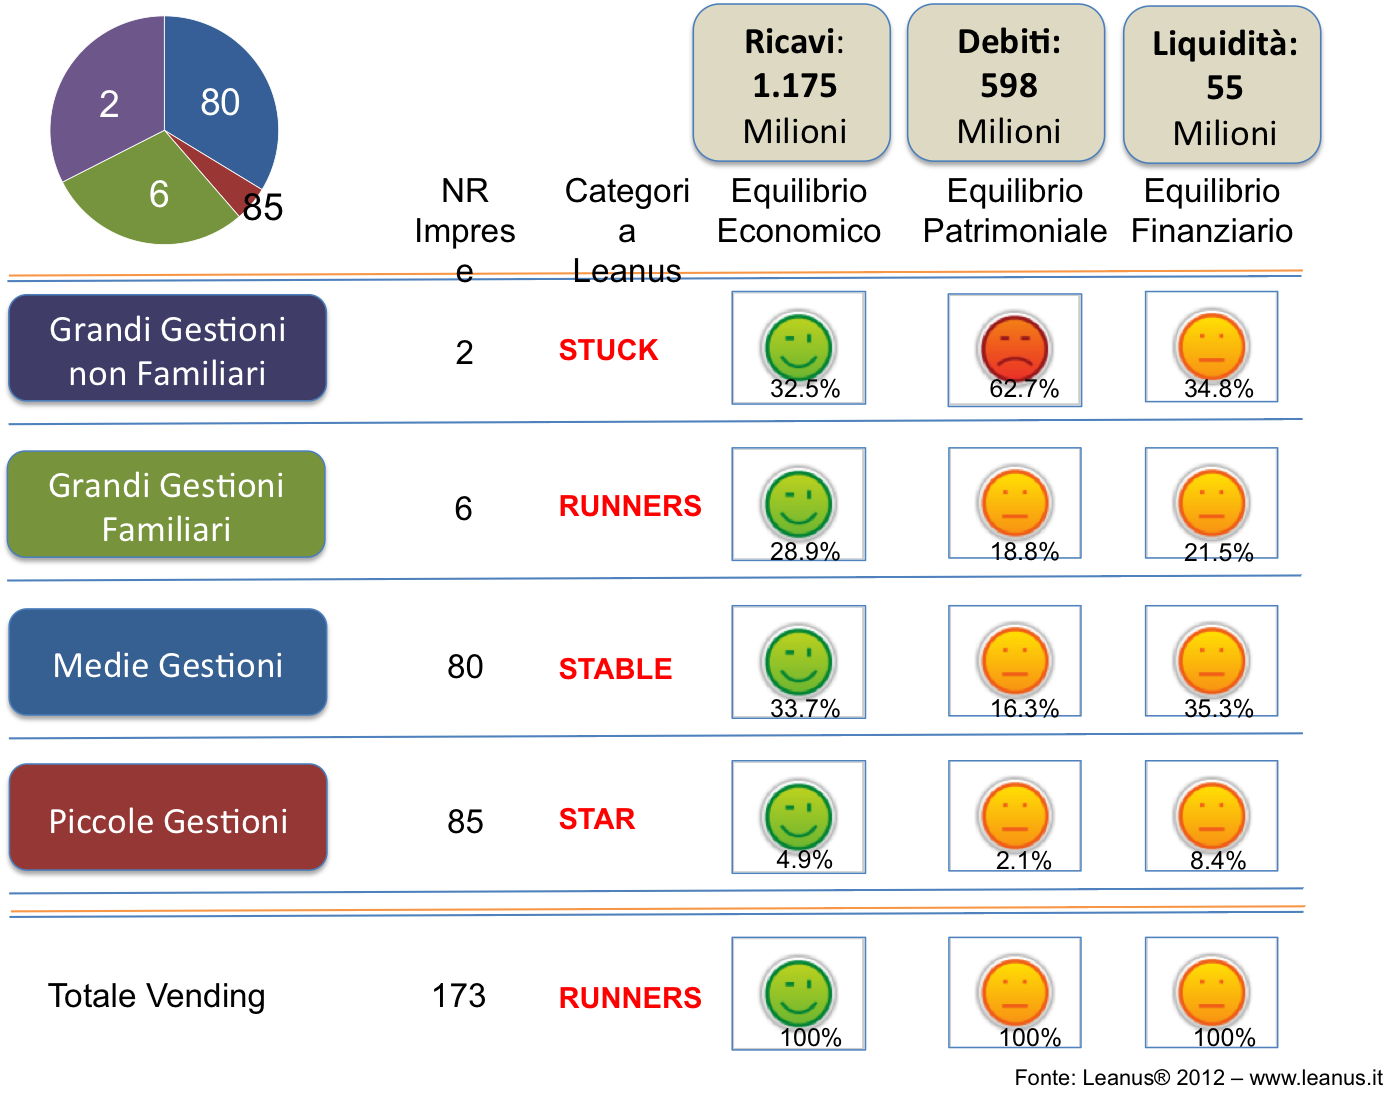 2
80
6
85
Ricavi:
1.175
Milioni
Debiti:
598
Milioni
Liquidità:
55
Milioni
NR
Impres
e
Categori
a
Leanus
Equilibrio
Economico
Equilibrio
Patrimoniale
Equilibrio
Finanziario
Grandi Gestioni
non Familiari
2
STUCK
32.5%
62.7%
34.8%
Grandi Gestioni
Familiari
6
RUNNERS
28.9%
18.8%
21.5%
Medie Gestioni
80
STABLE
33.7%
16.3%
35.3%
Piccole Gestioni
85
STAR
4.9%
2.1%
8.4%
Totale Vending
173
RUNNERS
100%
100%
100%
Fonte: Leanus® 2012 – www.leanus.it